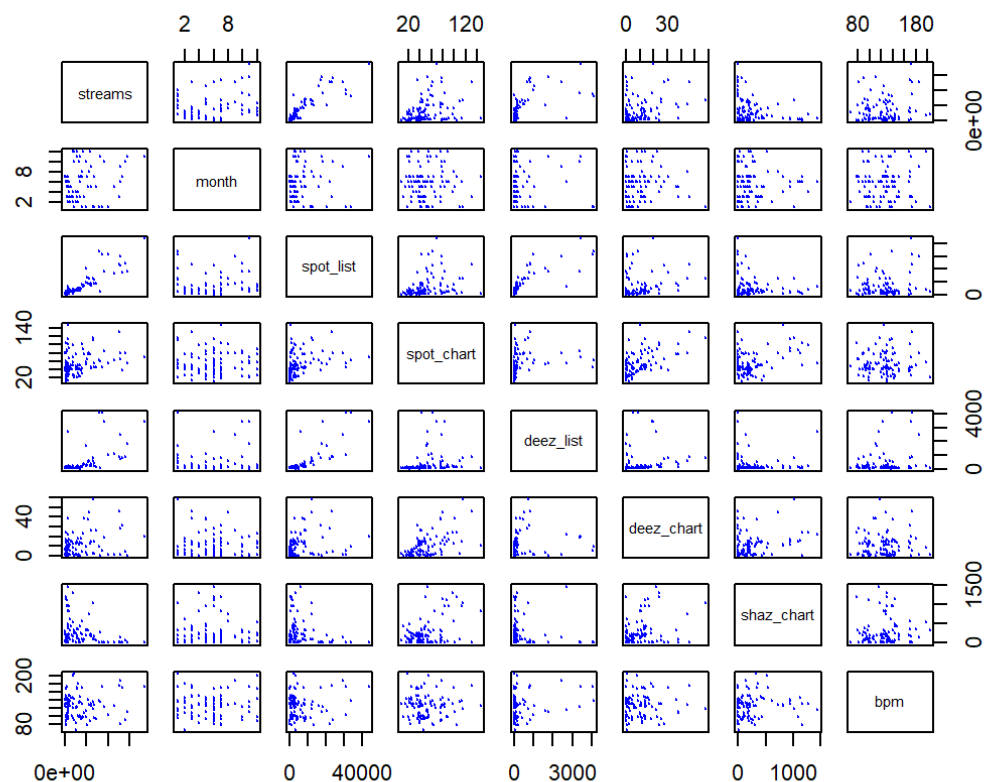 2 8 20 120 0 30 80 180
streams 0e+00
8 2 month
spot_list 0
140 20 spot_chart
deez_list 4000 0
40 0 deez_chart
shaz_chart 1500 0
200 80 bpm
0e+00 0 40000 0 3000 0 1000